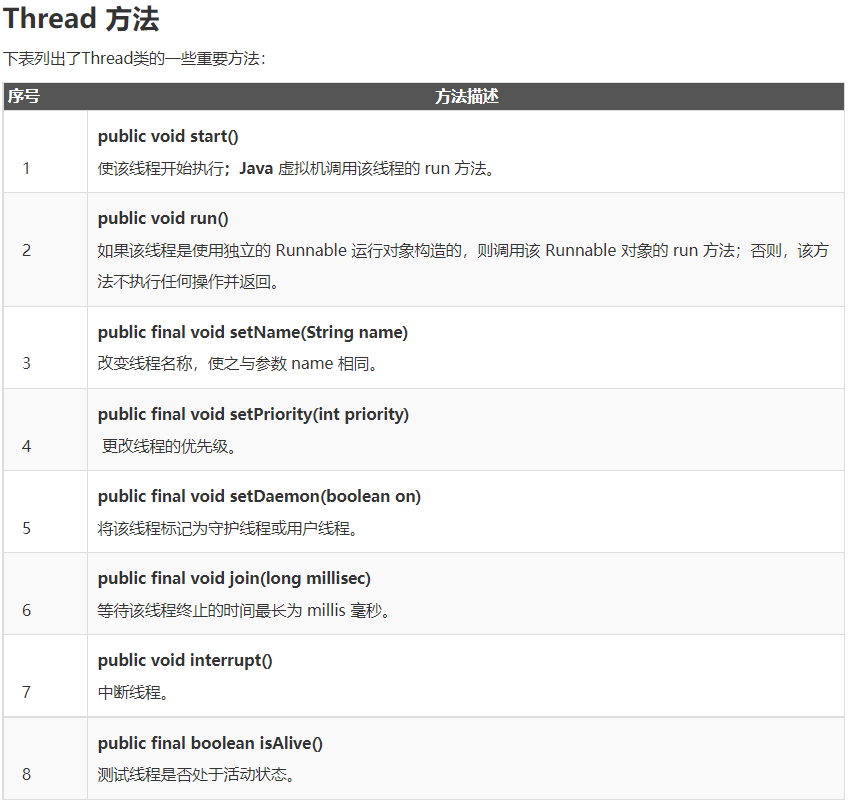 Thread 方法
下表列出了Thread类的一些重要方法：
序号 方法描述
public void start()
1 使该线程开始执行；Java 虚拟机调用该线程的 run 方法。
public void run()
2 如果该线程是使用独立的 Runnable 运行对象构造的，则调用该 Runnable 对象的 run 方法；否则，该方
法不执行任何操作并返回。
public final void setName(String name)
3 改变线程名称，使之与参数 name 相同。
public final void setPriority(int priority)
4 更改线程的优先级。
public final void setDaemon(boolean on)
5 将该线程标记为守护线程或用户线程。
public final void join(long millisec)
6 等待该线程终止的时间最长为 millis 毫秒。
public void interrupt()
7 中断线程。
public final boolean isAlive()
8 测试线程是否处于活动状态。